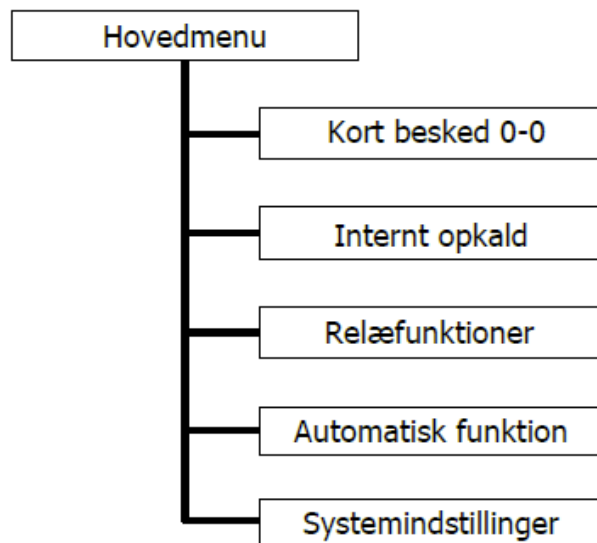 Hovedmenu
Kort besked 0-0
Internt opkald
Relæfunktioner
Automatisk funktion
Systemindstillinger